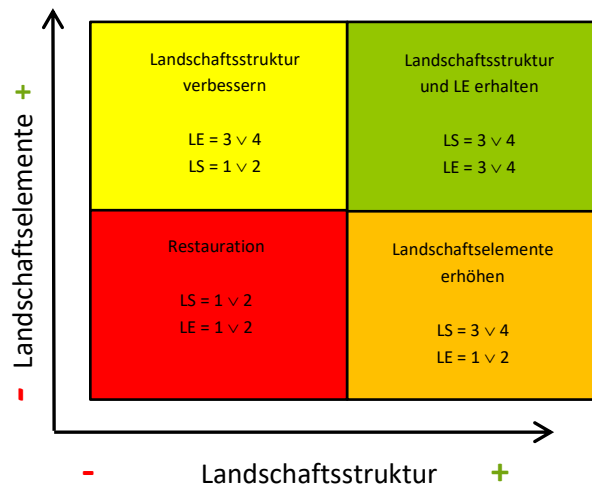 Landschaftsstruktur
verbessern
LE = 3 ∨ 4
LS = 1 ∨ 2
Landschaftsstruktur
und LE erhalten
LS = 3 ∨ 4
LE = 3 ∨ 4
Restauration
LS = 1 ∨ 2
LE = 1 ∨ 2
Landschaftselemente
erhöhen
LS = 3 ∨ 4
LE = 1 ∨ 2
- Landschaftselemente +
- Landschaftsstruktur +